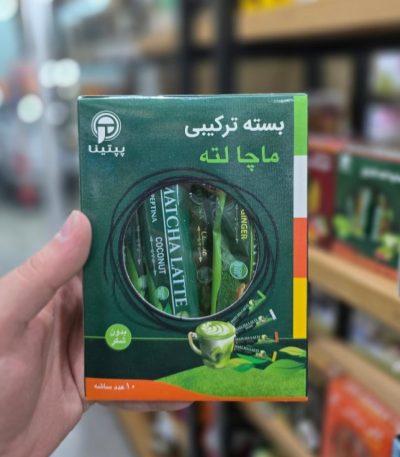 بسته ترکیبی
ماچا لته
پپتینا
MATCHA LATTE
PEPTINA
COCONUT
GINGER
بدون
شکر
۱۰ عدد ساشه